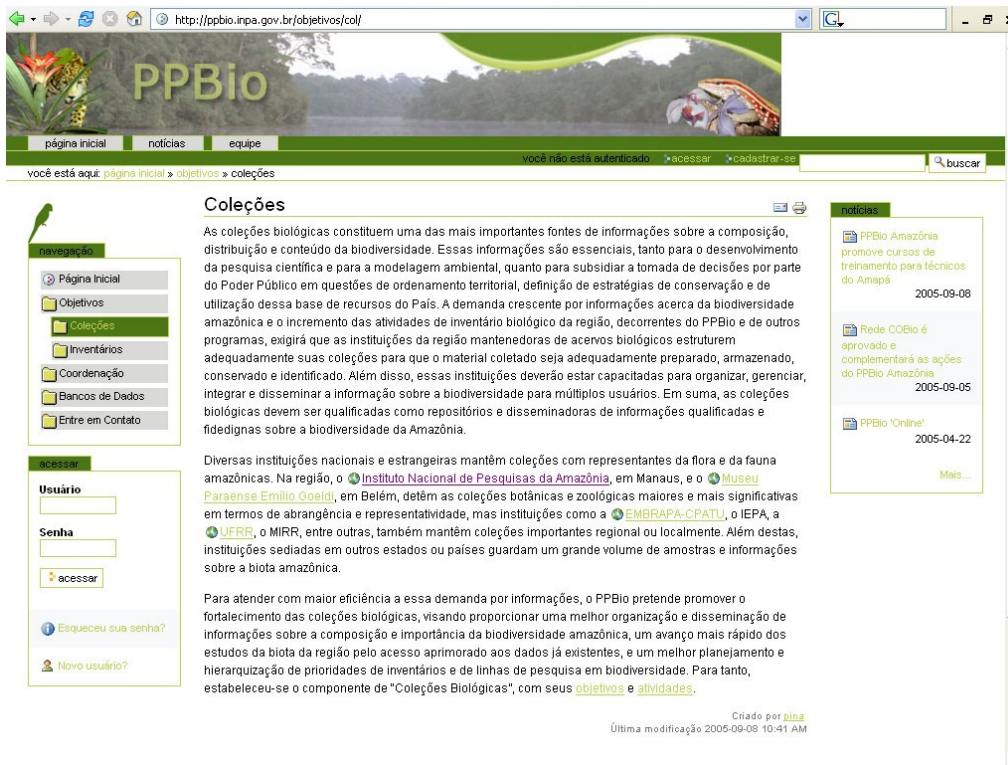 http://ppbio.inpa.gov.br/objetivos/col/
PPBio
página inicial
notícias
equipe
você não está autenticado
acessar
cadastrar-se
buscar
você está aqui: página inicial » objetivos » coleções
navegação
Página Inicial
Objetivos
Coleções
Inventários
Coordenação
Bancos de Dados
Entre em Contato
acessar
Usuário
Senha
acessar
Esqueceu sua senha?
Novo usuário?
Coleções
As coleções biológicas constituem uma das mais importantes fontes de informações sobre a composição,
distribuição e conteúdo da biodiversidade. Essas informações são essenciais, tanto para o desenvolvimento
da pesquisa científica e para a modelagem ambiental, quanto para subsidiar a tomada de decisões por parte
do Poder Público em questões de ordenamento territorial, definição de estratégias de conservação e de
utilização dessa base de recursos do País. A demanda crescente por informações acerca da biodiversidade
amazônica e o incremento das atividades de inventário biológico da região, decorrentes do PPBio e de outros
programas, exigirá que as instituições da região mantenedoras de acervos biológicos estruturem
adequadamente suas coleções para que o material coletado seja adequadamente preparado, armazenado,
conservado e identificado. Além disso, essas instituições deverão estar capacitadas para organizar, gerenciar,
integrar e disseminar a informação sobre a biodiversidade para múltiplos usuários. Em suma, as coleções
biológicas devem ser qualificadas como repositórios e disseminadoras de informações qualificadas e
fidedignas sobre a biodiversidade da Amazônia.
Diversas instituições nacionais e estrangeiras mantêm coleções com representantes da flora e da fauna
amazônicas. Na região, o Instituto Nacional de Pesquisas da Amazônia, em Manaus, e o Museu
Paraense Emílio Goeldi, em Belém, detêm as coleções botânicas e zoológicas maiores e mais significativas
em termos de abrangência e representatividade, mas instituições como a EMBRAPA-CPATU, o IEPA, a
UFRR, o MIRR, entre outras, também mantêm coleções importantes regional ou localmente. Além destas,
instituições sediadas em outros estados ou países guardam um grande volume de amostras e informações
sobre a biota amazônica.
Para atender com maior eficiência a essa demanda por informações, o PPBio pretende promover o
fortalecimento das coleções biológicas, visando proporcionar uma melhor organização e disseminação de
informações sobre a composição e importância da biodiversidade amazônica, um avanço mais rápido dos
estudos da biota da região pelo acesso aprimorado aos dados já existentes, e um melhor planejamento e
hierarquização de prioridades de inventários e de linhas de pesquisa em biodiversidade. Para tanto,
estabeleceu-se o componente de "Coleções Biológicas", com seus objetivos e atividades.
Criado por pina
Última modificação 2005-09-08 10:41 AM
notícias
PPBio Amazônia
promove cursos de
treinamento para técnicos
do Amapá
2005-09-08
Rede COBio é
aprovado e
complementará as ações
do PPBio Amazônia
2005-09-05
PPBio 'Online'
2005-04-22
Mais...